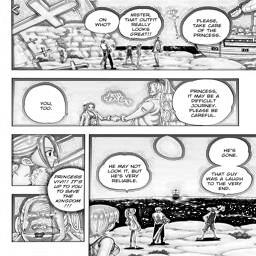 PLEASE,
TAKE CARE
OF THE
PRINCESS.
MISTER,
THAT OUTFIT
REALLY
LOOKS
GREAT!!
ON
WHO?
PRINCESS,
IT MAY BE A
DIFFICULT
JOURNEY.
PLEASE BE
CAREFUL.
YOU,
TOO.
PRINCESS
VIVI! IT'S
UP TO YOU
TO SAVE
THE
KINGDOM
!!!
HE'S
GONE.
THAT GUY
WAS A LAUGH
TO THE VERY
END.
HE MAY NOT
LOOK IT, BUT
HE'S VERY
RELIABLE.